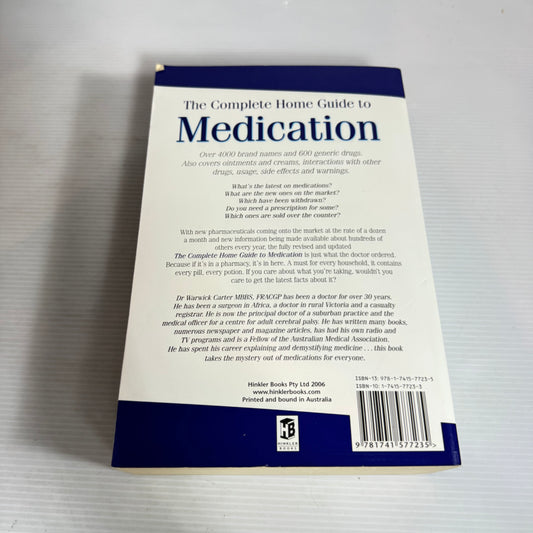 The Complete Home Guide to
Medication
Over 4000 brand names and 600 generic drugs.
Also covers ointments and creams, interactions with other
drugs, usage, side effects and warnings.
What's the latest on medications?
What are the new ones on the market?
Which have been withdrawn?
Do you need a prescription for some?
Which ones are sold over the counter?
With new pharmaceuticals coming onto the market at the rate of a dozen
a month and new information being made available about hundreds of
others every year, the fully revised and updated
The Complete Home Guide to Medication is just what the doctor ordered.
Because if it's in a pharmacy, it's in here. A must for every household, it contains
every pill, every potion. If you care about what you're taking, wouldn't you
care to get the latest facts about it?
Dr Warwick Carter MBBS, FRACGP has been a doctor for over 30 years.
He has been a surgeon in Africa, a doctor in rural Victoria and a casualty
registrar. He is now the principal doctor of a suburban practice and the
medical officer for a centre for adult cerebral palsy. He has written many books,
numerous newspaper and magazine articles, has had his own radio and
TV programs and is a Fellow of the Australian Medical Association.
He has spent his career explaining and demystifying medicine . . . this book
takes the mystery out of medications for everyone.
ISBN-13: 978-1-7415-7723-5
ISBN-10: 1-7415-7723-5
Hinkler Books Pty Ltd 2006
www.hinklerbooks.com
Printed and bound in Australia
HB
HINKLER
BOOKS
9 781741 577235 >